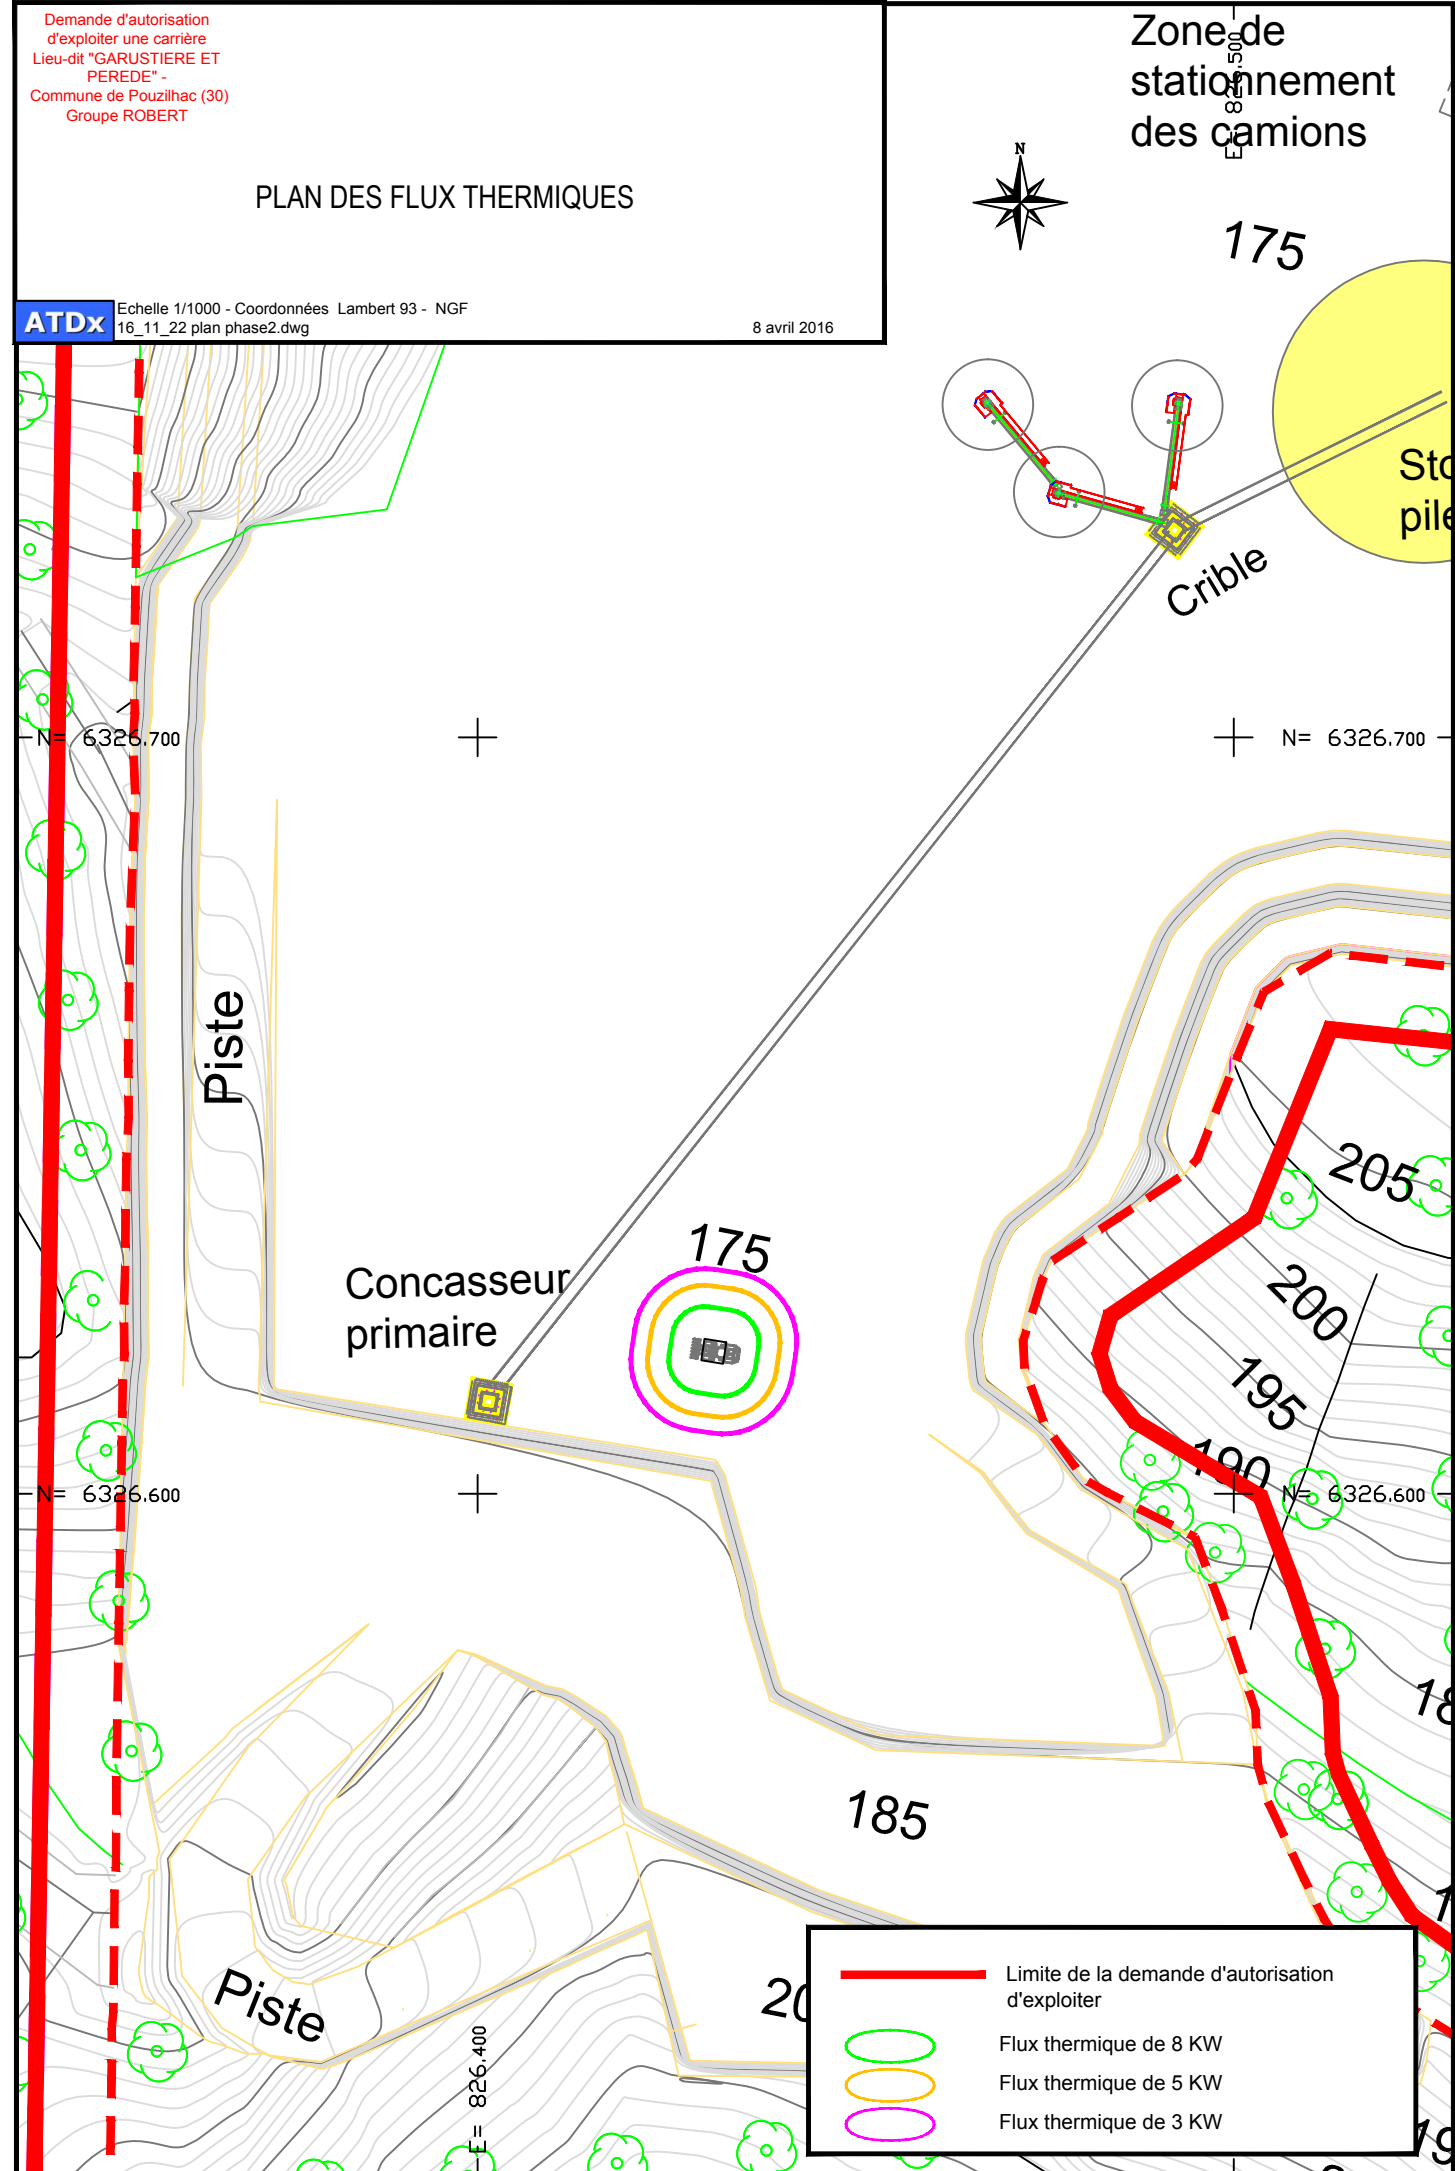 Demande d'autorisation
d'exploiter une carrière
Lieu-dit "GARUSTIERE ET
PEREDE" -
Commune de Pouzilhac (30)
Groupe ROBERT
PLAN DES FLUX THERMIQUES
ATDx
Echelle 1/1000 - Coordonnées Lambert 93 - NGF
16_11_22 plan phase2.dwg
8 avril 2016
Zone de
stationnement
des camions
E= 826.500
N
175
Crible
N= 6326.700
N= 6326.700
Piste
205
175
Concasseur
primaire
200
195
190
N= 6326.600
N= 6326.600
185
Piste
E= 826.400
Limite de la demande d'autorisation
d'exploiter
Flux thermique de 8 KW
Flux thermique de 5 KW
Flux thermique de 3 KW